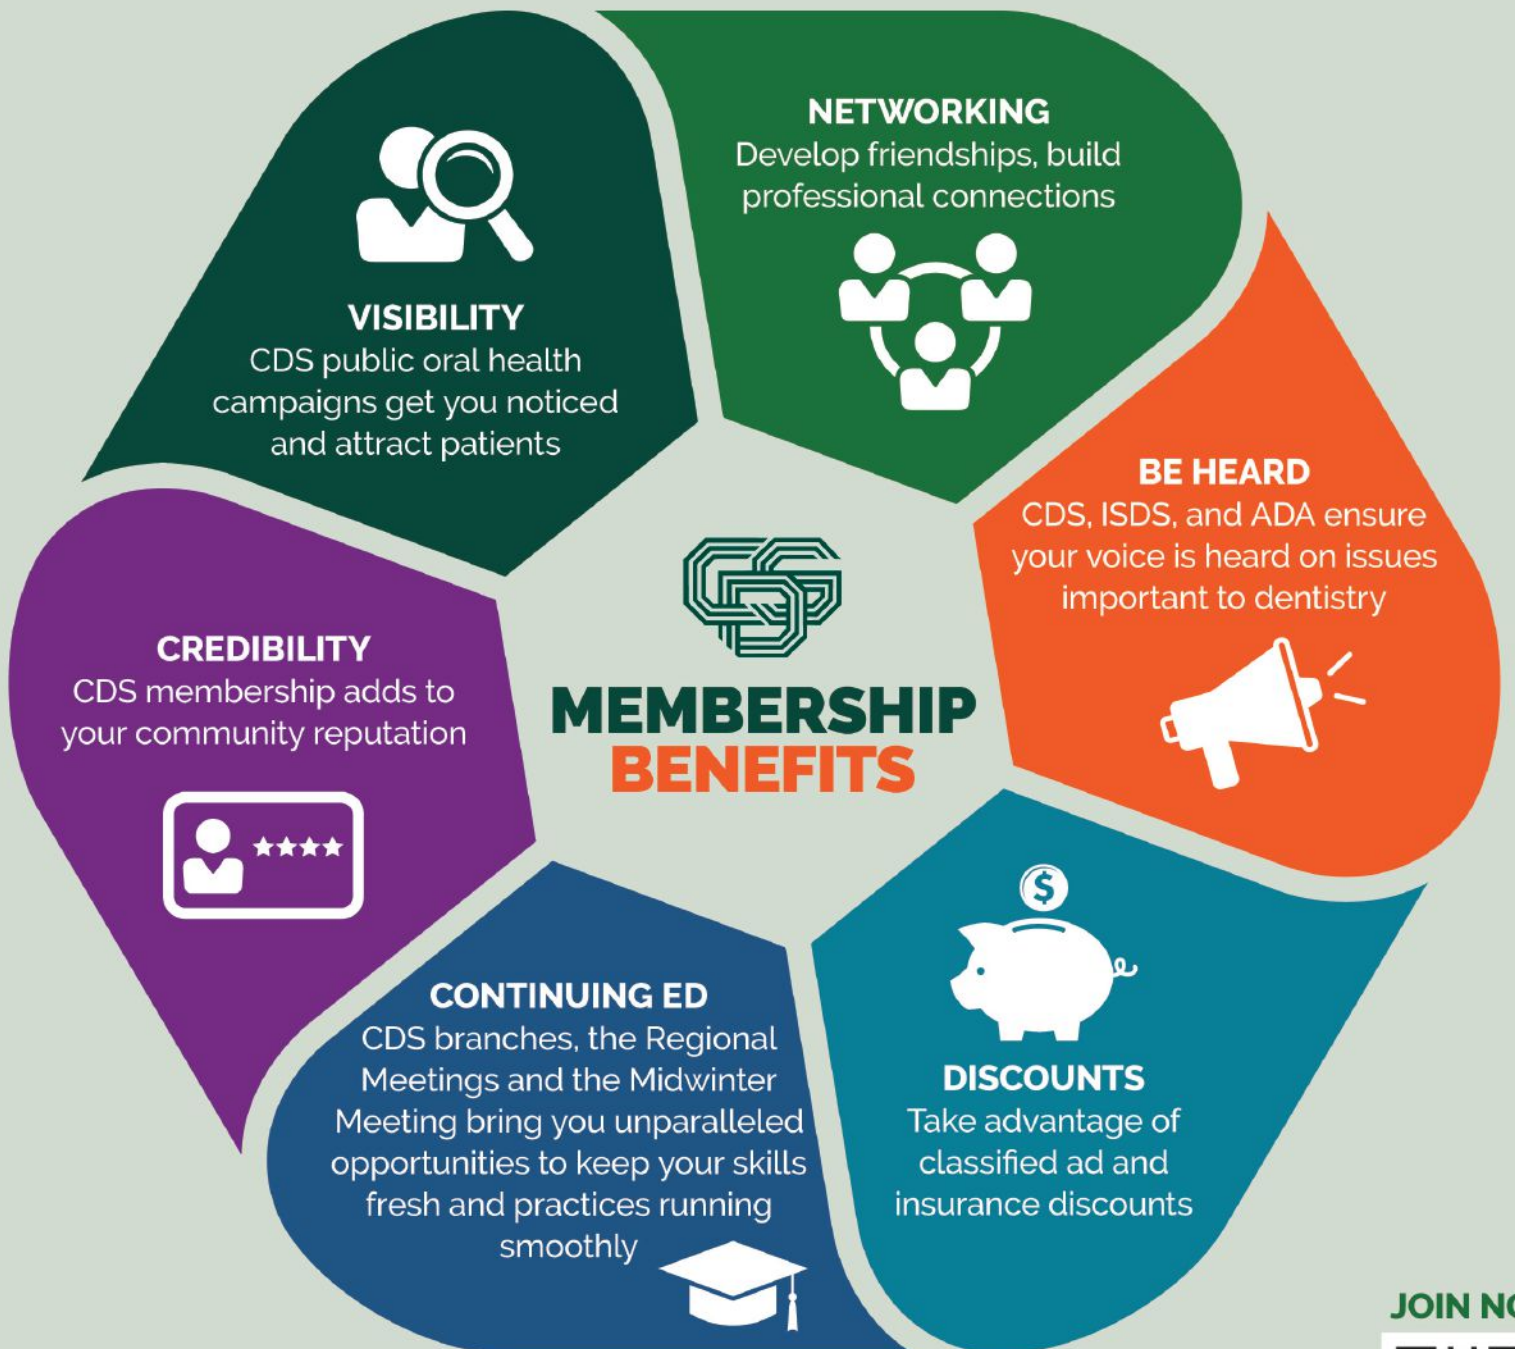 NETWORKING
Develop friendships, build
professional connections
VISIBILITY
CDS public oral health
campaigns get you noticed
and attract patients
BE HEARD
CDS, ISDS, and ADA ensure
your voice is heard on issues
important to dentistry
CREDIBILITY
CDS membership adds to
your community reputation
CDS
MEMBERSHIP
BENEFITS
CONTINUING ED
CDS branches, the Regional
Meetings and the Midwinter
Meeting bring you unparalleled
opportunities to keep your skills
fresh and practices running
smoothly
$
DISCOUNTS
Take advantage of
classified ad and
insurance discounts
JOIN